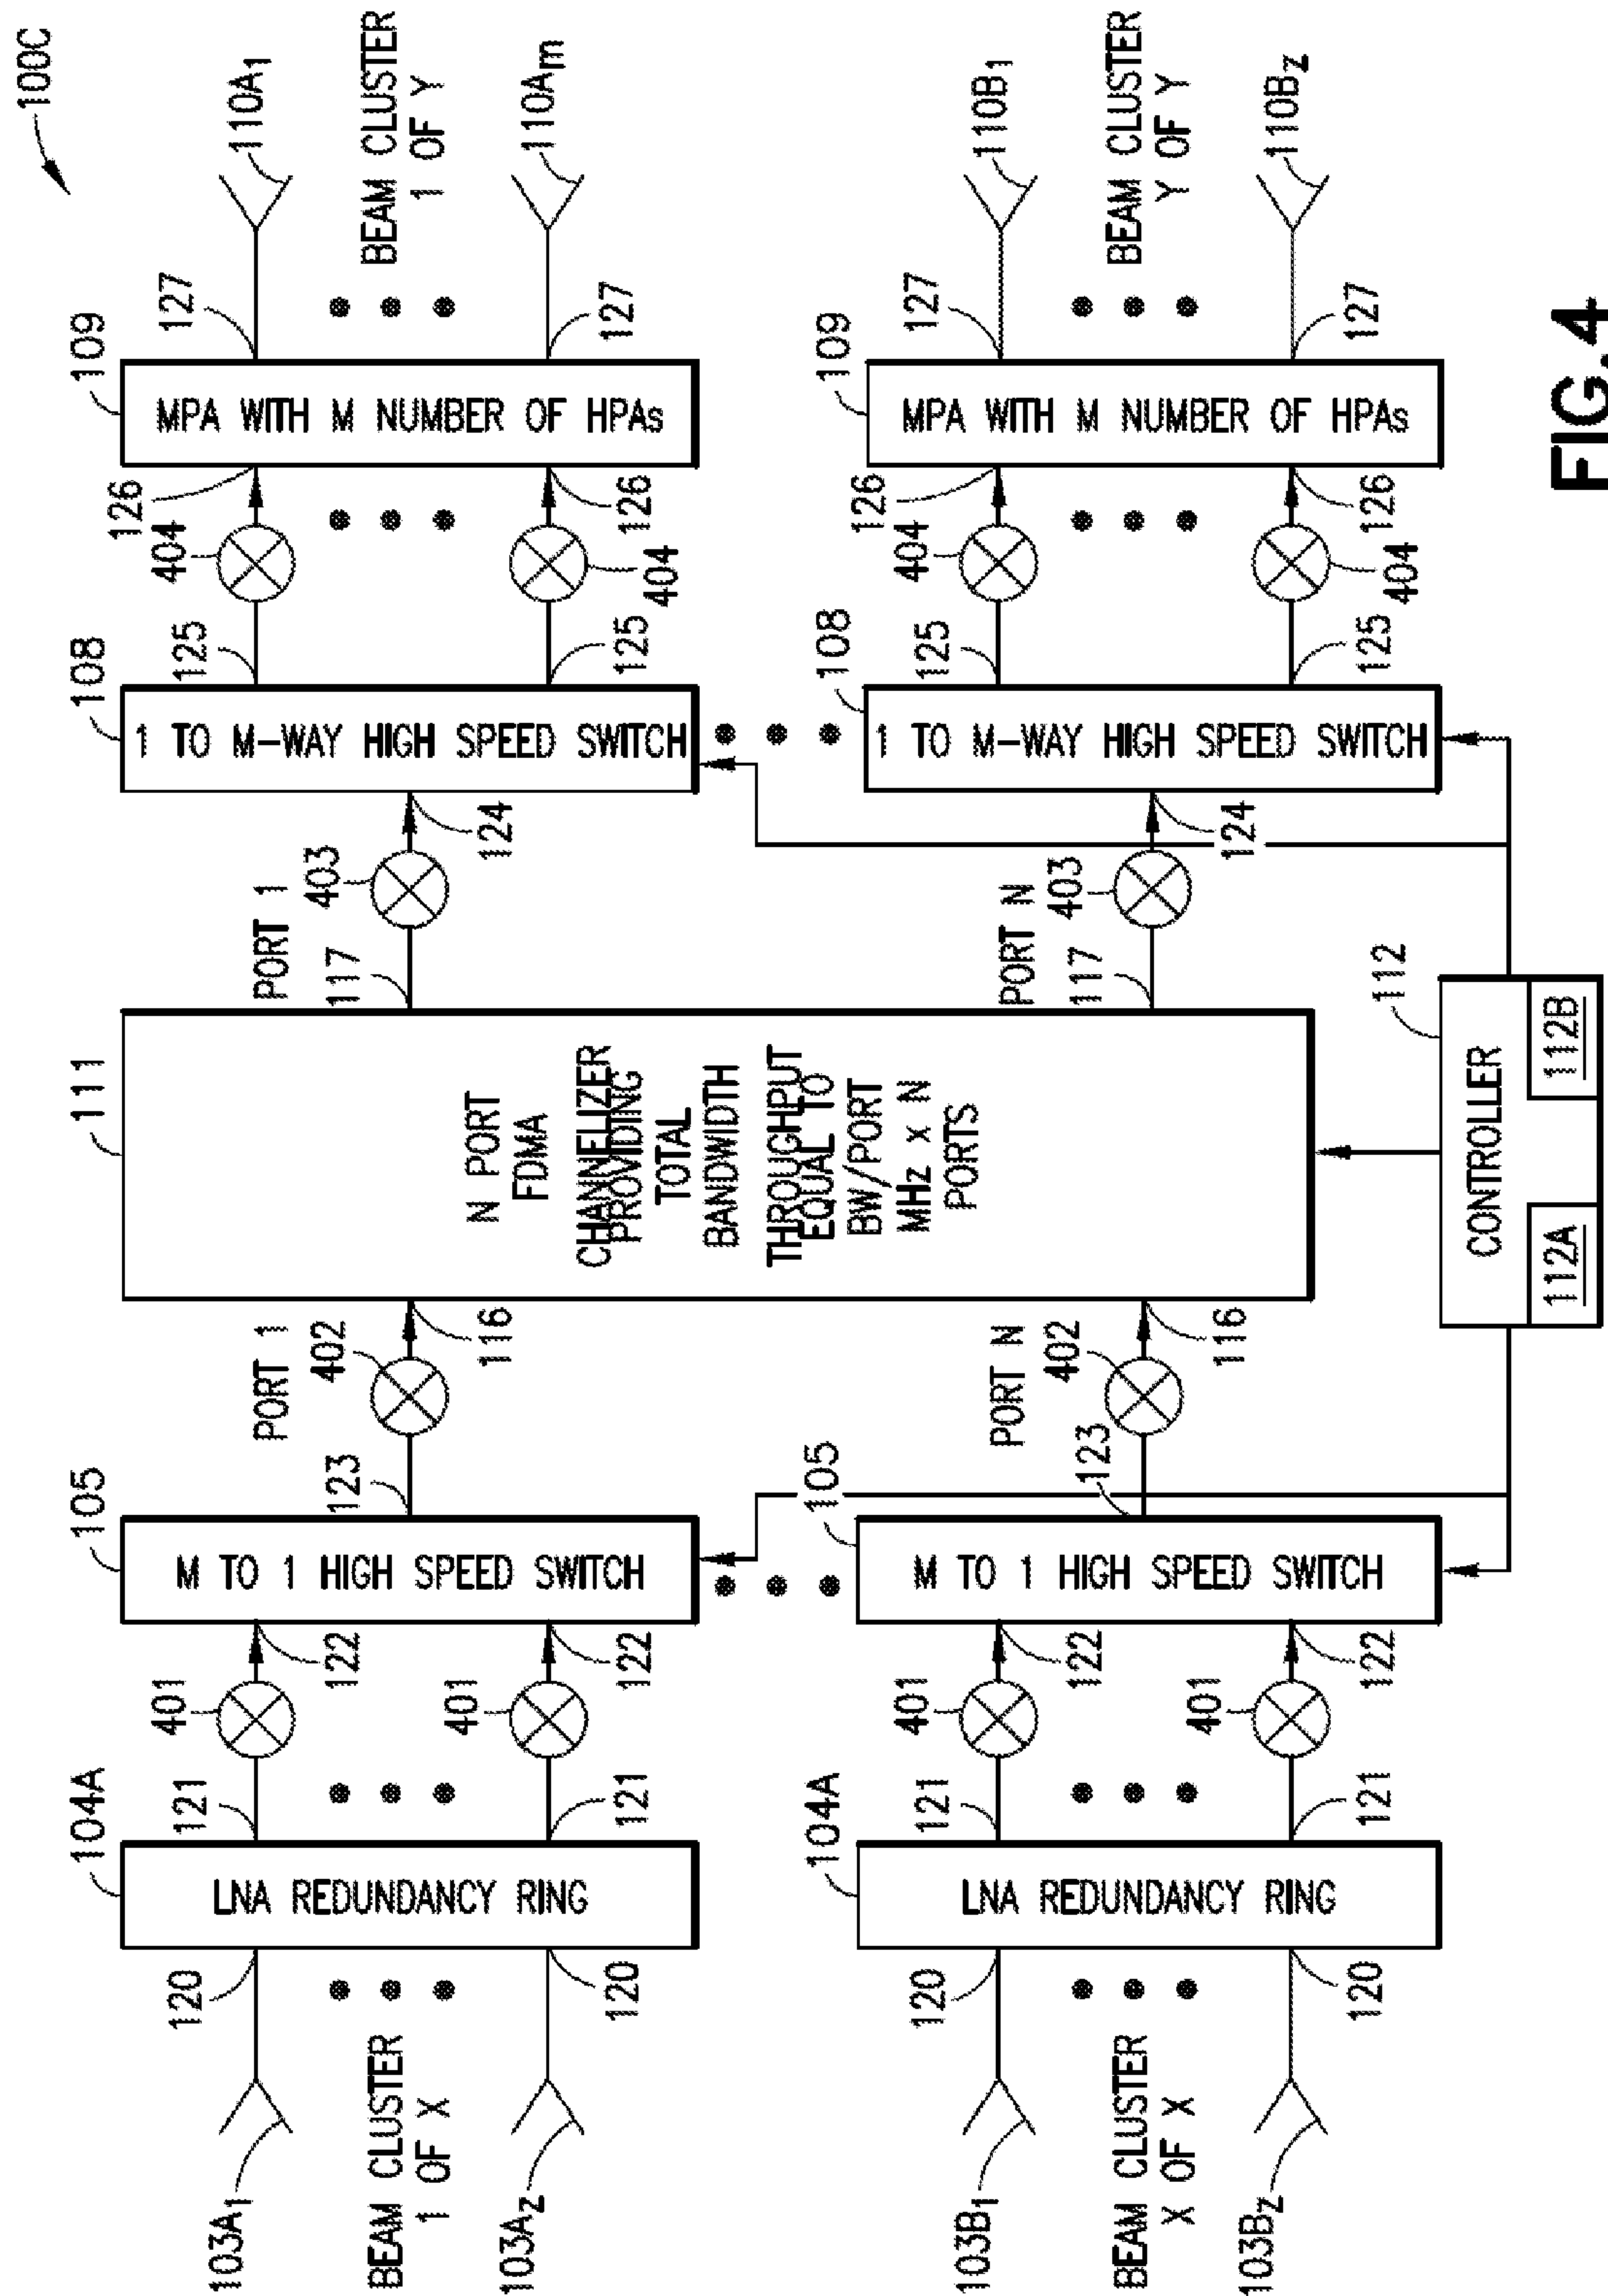 100C
103A1
BEAM CLUSTER
1 OF X
103Az
120
120
104A
LNA REDUNDANCY RING
121
121
401
401
122
122
105
M TO 1 HIGH SPEED SWITCH
123
PORT 1
402
116
111
N PORT
FDMA
CHANNELIZER
PROVIDING
TOTAL
BANDWIDTH
THROUGHPUT
EQUAL TO
BW/PORT
MHz x N
PORTS
117
PORT 1
403
124
108
1 TO M-WAY HIGH SPEED SWITCH
125
125
404
404
126
126
109
MPA WITH M NUMBER OF HPAs
127
127
110A1
BEAM CLUSTER
1 OF Y
110Am
103B1
BEAM CLUSTER
X OF X
103Bz
120
120
104A
LNA REDUNDANCY RING
121
121
401
401
122
122
105
M TO 1 HIGH SPEED SWITCH
123
PORT N
402
116
117
PORT N
403
124
108
1 TO M-WAY HIGH SPEED SWITCH
125
125
404
404
126
126
109
MPA WITH M NUMBER OF HPAs
127
127
110B1
BEAM CLUSTER
Y OF Y
110Bz
112
CONTROLLER
112A
112B
FIG.4